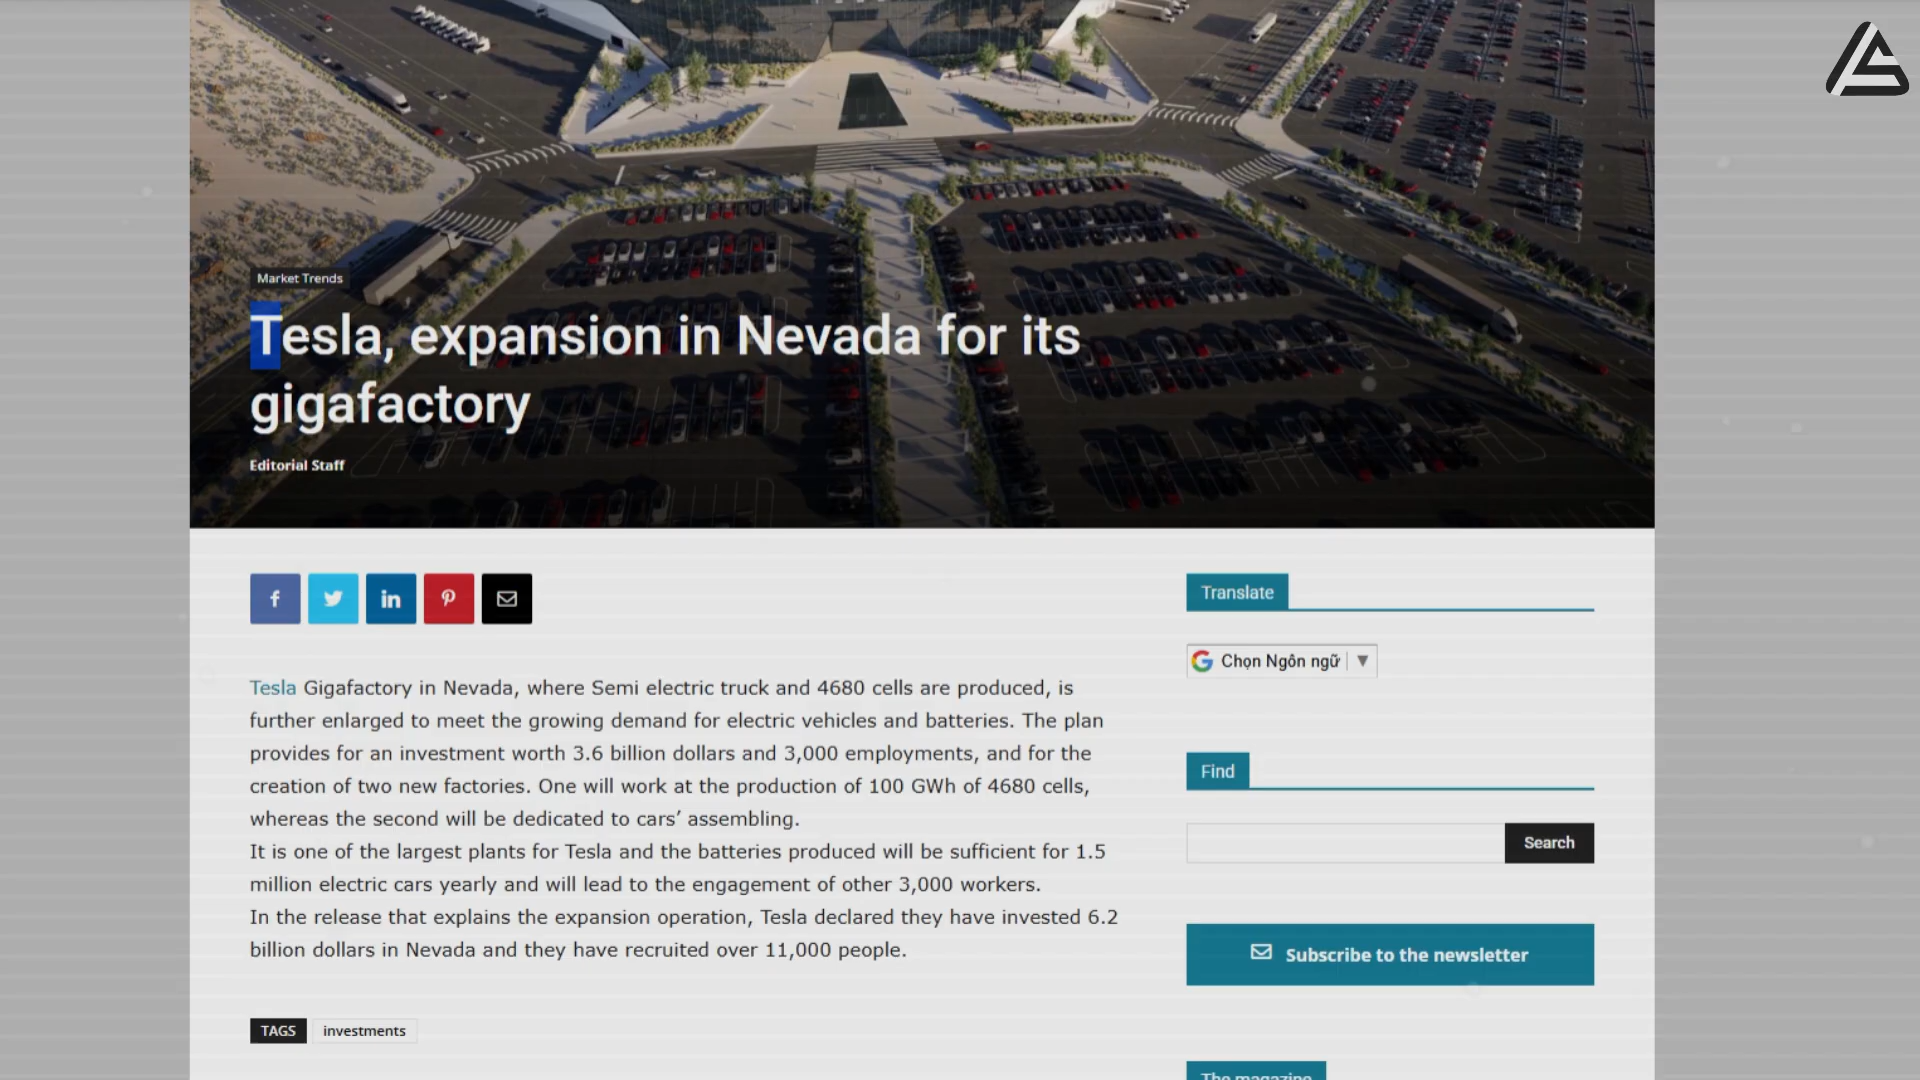 Market Trends
Tesla, expansion in Nevada for its
gigafactory
Editorial Staff
Tesla Gigafactory in Nevada, where Semi electric truck and 4680 cells are produced, is
further enlarged to meet the growing demand for electric vehicles and batteries. The plan
provides for an investment worth 3.6 billion dollars and 3,000 employments, and for the
creation of two new factories. One will work at the production of 100 GWh of 4680 cells,
whereas the second will be dedicated to cars’ assembling.
It is one of the largest plants for Tesla and the batteries produced will be sufficient for 1.5
million electric cars yearly and will lead to the engagement of other 3,000 workers.
In the release that explains the expansion operation, Tesla declared they have invested 6.2
billion dollars in Nevada and they have recruited over 11,000 people.
TAGS investments
Translate
Chọn Ngôn ngữ ▼
Find
Search
Subscribe to the newsletter
The magazine